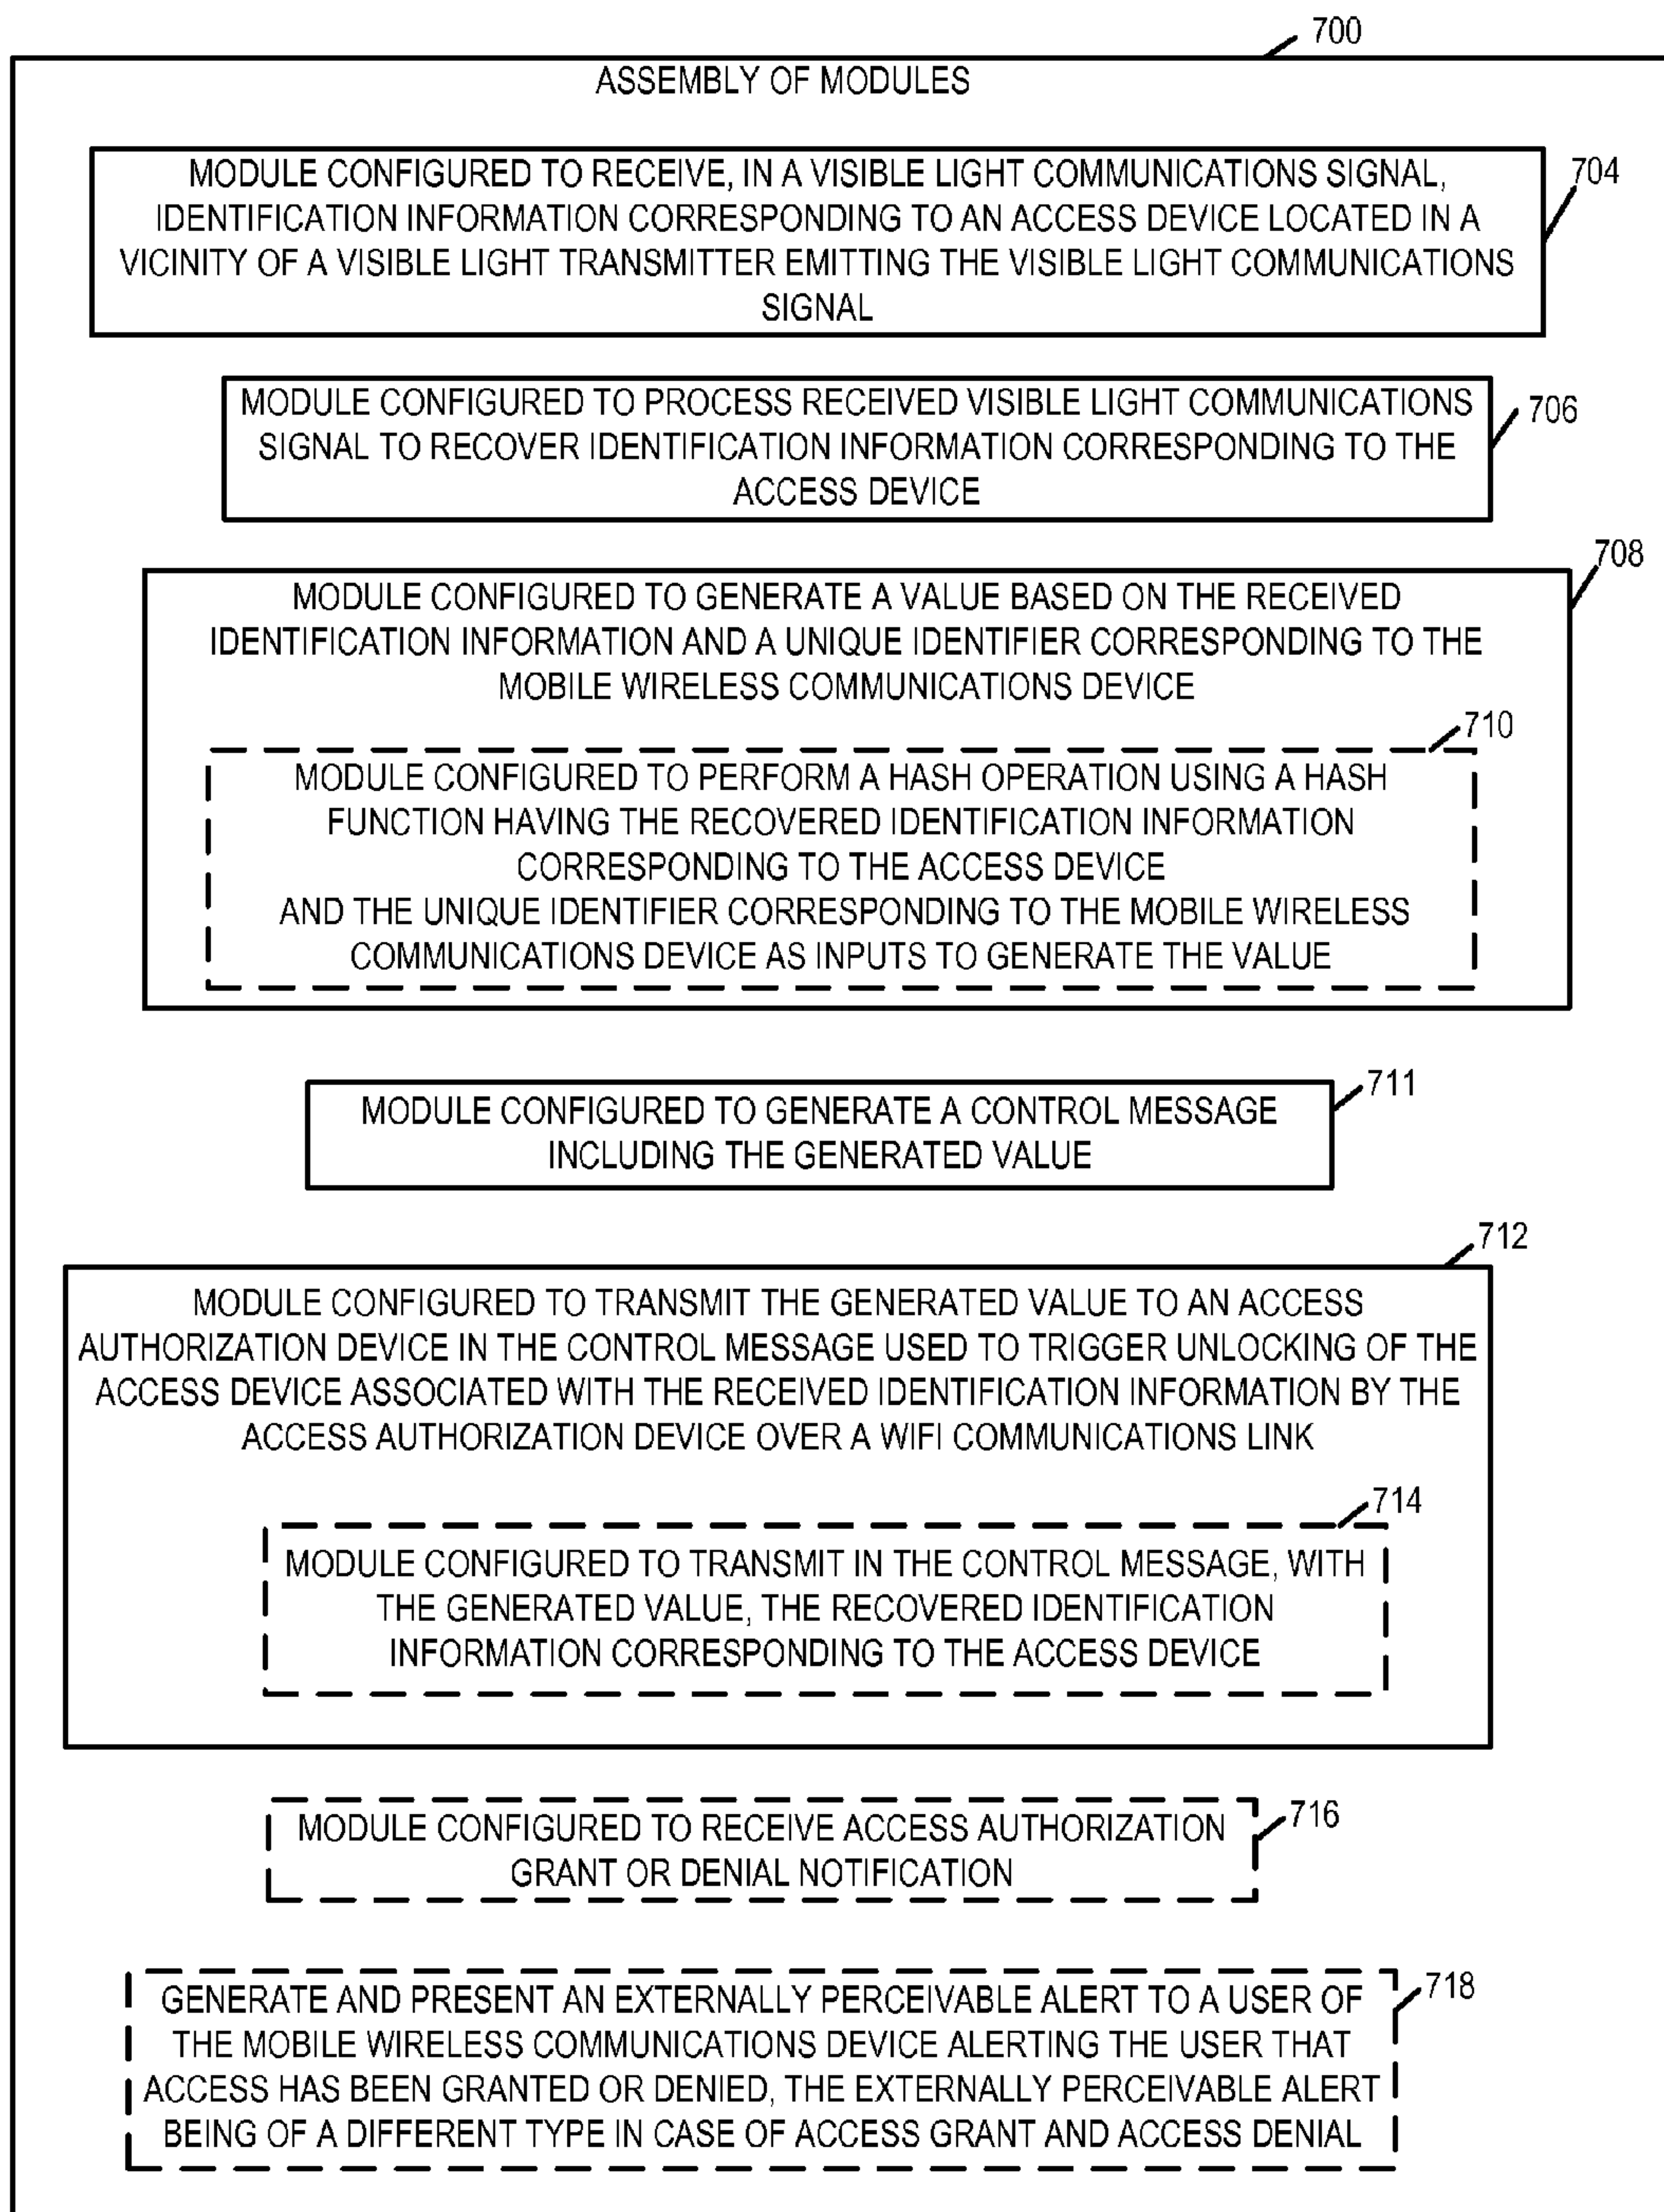 700
ASSEMBLY OF MODULES
MODULE CONFIGURED TO RECEIVE, IN A VISIBLE LIGHT COMMUNICATIONS SIGNAL,
IDENTIFICATION INFORMATION CORRESPONDING TO AN ACCESS DEVICE LOCATED IN A
VICINITY OF A VISIBLE LIGHT TRANSMITTER EMITTING THE VISIBLE LIGHT COMMUNICATIONS
SIGNAL
704
MODULE CONFIGURED TO PROCESS RECEIVED VISIBLE LIGHT COMMUNICATIONS
SIGNAL TO RECOVER IDENTIFICATION INFORMATION CORRESPONDING TO THE
ACCESS DEVICE
706
708
MODULE CONFIGURED TO GENERATE A VALUE BASED ON THE RECEIVED
IDENTIFICATION INFORMATION AND A UNIQUE IDENTIFIER CORRESPONDING TO THE
MOBILE WIRELESS COMMUNICATIONS DEVICE
710
MODULE CONFIGURED TO PERFORM A HASH OPERATION USING A HASH
FUNCTION HAVING THE RECOVERED IDENTIFICATION INFORMATION
CORRESPONDING TO THE ACCESS DEVICE
AND THE UNIQUE IDENTIFIER CORRESPONDING TO THE MOBILE WIRELESS
COMMUNICATIONS DEVICE AS INPUTS TO GENERATE THE VALUE
711
MODULE CONFIGURED TO GENERATE A CONTROL MESSAGE
INCLUDING THE GENERATED VALUE
712
MODULE CONFIGURED TO TRANSMIT THE GENERATED VALUE TO AN ACCESS
AUTHORIZATION DEVICE IN THE CONTROL MESSAGE USED TO TRIGGER UNLOCKING OF THE
ACCESS DEVICE ASSOCIATED WITH THE RECEIVED IDENTIFICATION INFORMATION BY THE
ACCESS AUTHORIZATION DEVICE OVER A WIFI COMMUNICATIONS LINK
714
MODULE CONFIGURED TO TRANSMIT IN THE CONTROL MESSAGE, WITH
THE GENERATED VALUE, THE RECOVERED IDENTIFICATION
INFORMATION CORRESPONDING TO THE ACCESS DEVICE
716
MODULE CONFIGURED TO RECEIVE ACCESS AUTHORIZATION
GRANT OR DENIAL NOTIFICATION
718
GENERATE AND PRESENT AN EXTERNALLY PERCEIVABLE ALERT TO A USER OF
THE MOBILE WIRELESS COMMUNICATIONS DEVICE ALERTING THE USER THAT
ACCESS HAS BEEN GRANTED OR DENIED, THE EXTERNALLY PERCEIVABLE ALERT
BEING OF A DIFFERENT TYPE IN CASE OF ACCESS GRANT AND ACCESS DENIAL